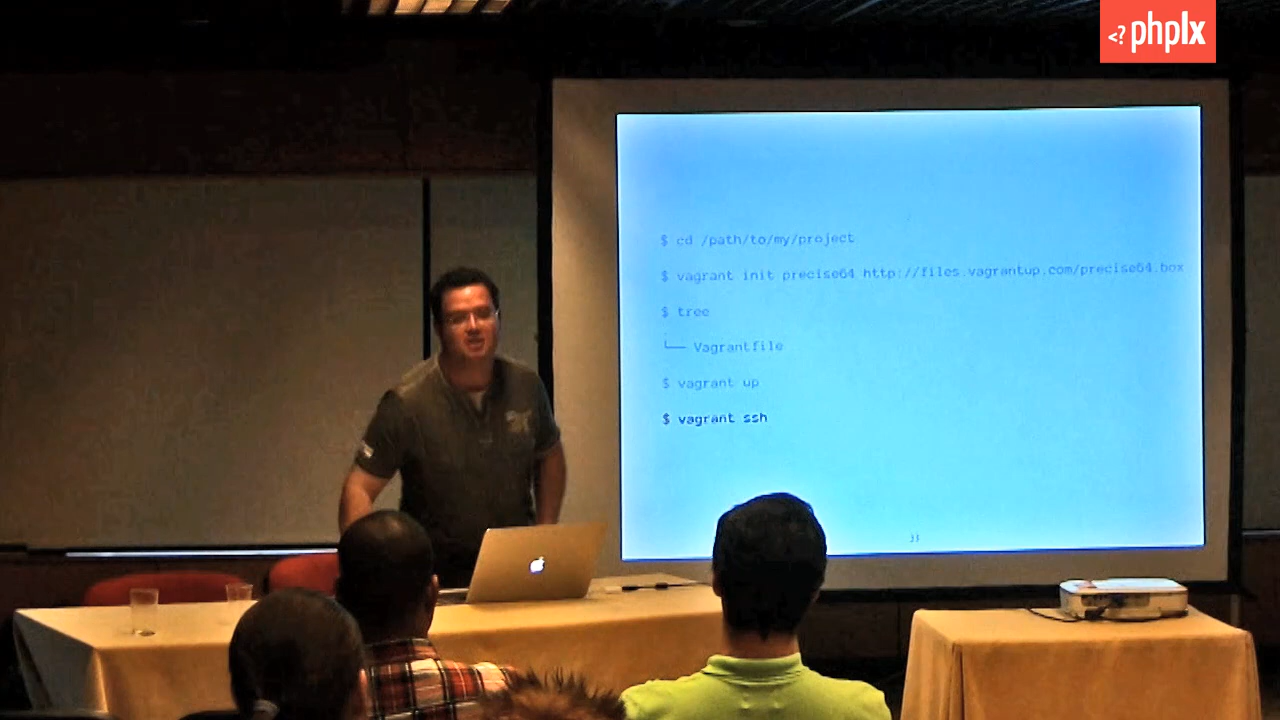 <? phplx
$ cd /path/to/my/project
$ vagrant init precise64 http://files.vagrantup.com/precise64.box
$ tree
.
└── Vagrantfile
$ vagrant up
$ vagrant ssh
33